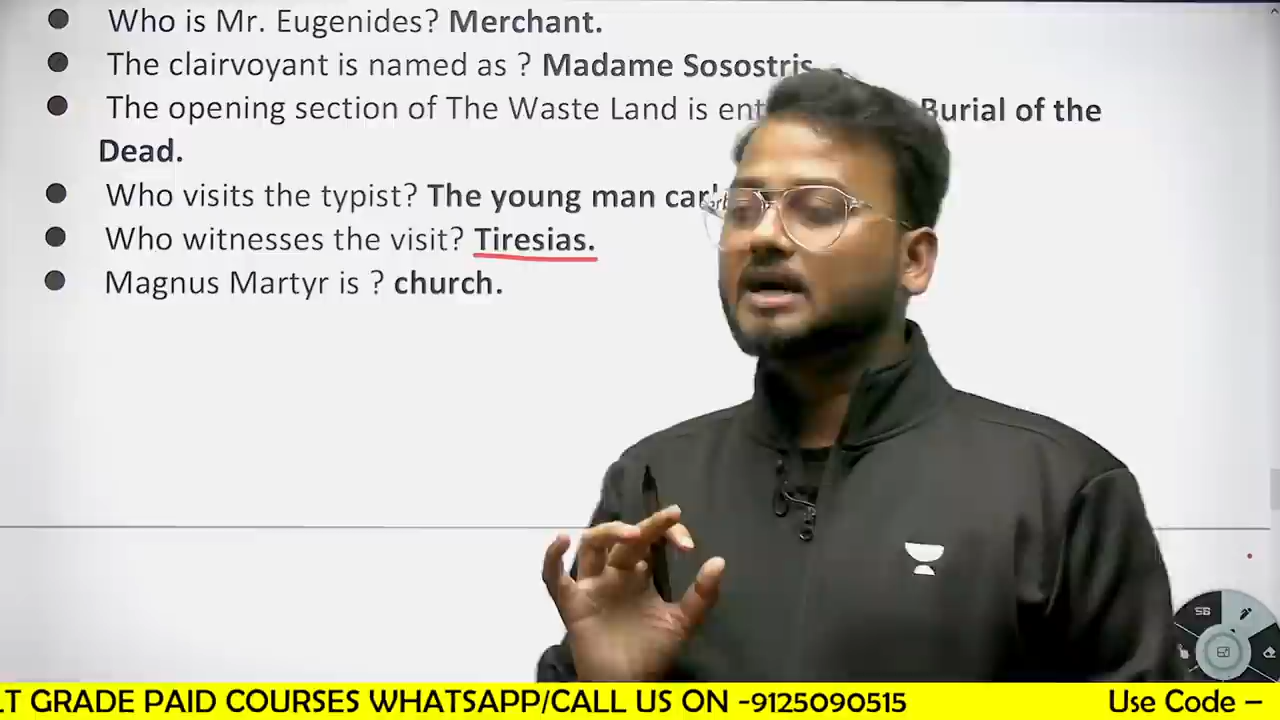 Who is Mr. Eugenides? Merchant.
The clairvoyant is named as ? Madame Sosostris
The opening section of The Waste Land is Burial of the
Dead.
Who visits the typist? The young man
Who witnesses the visit? Tiresias.
Magnus Martyr is ? church.
LT GRADE PAID COURSES WHATSAPP/CALL US ON -9125090515 Use Code –